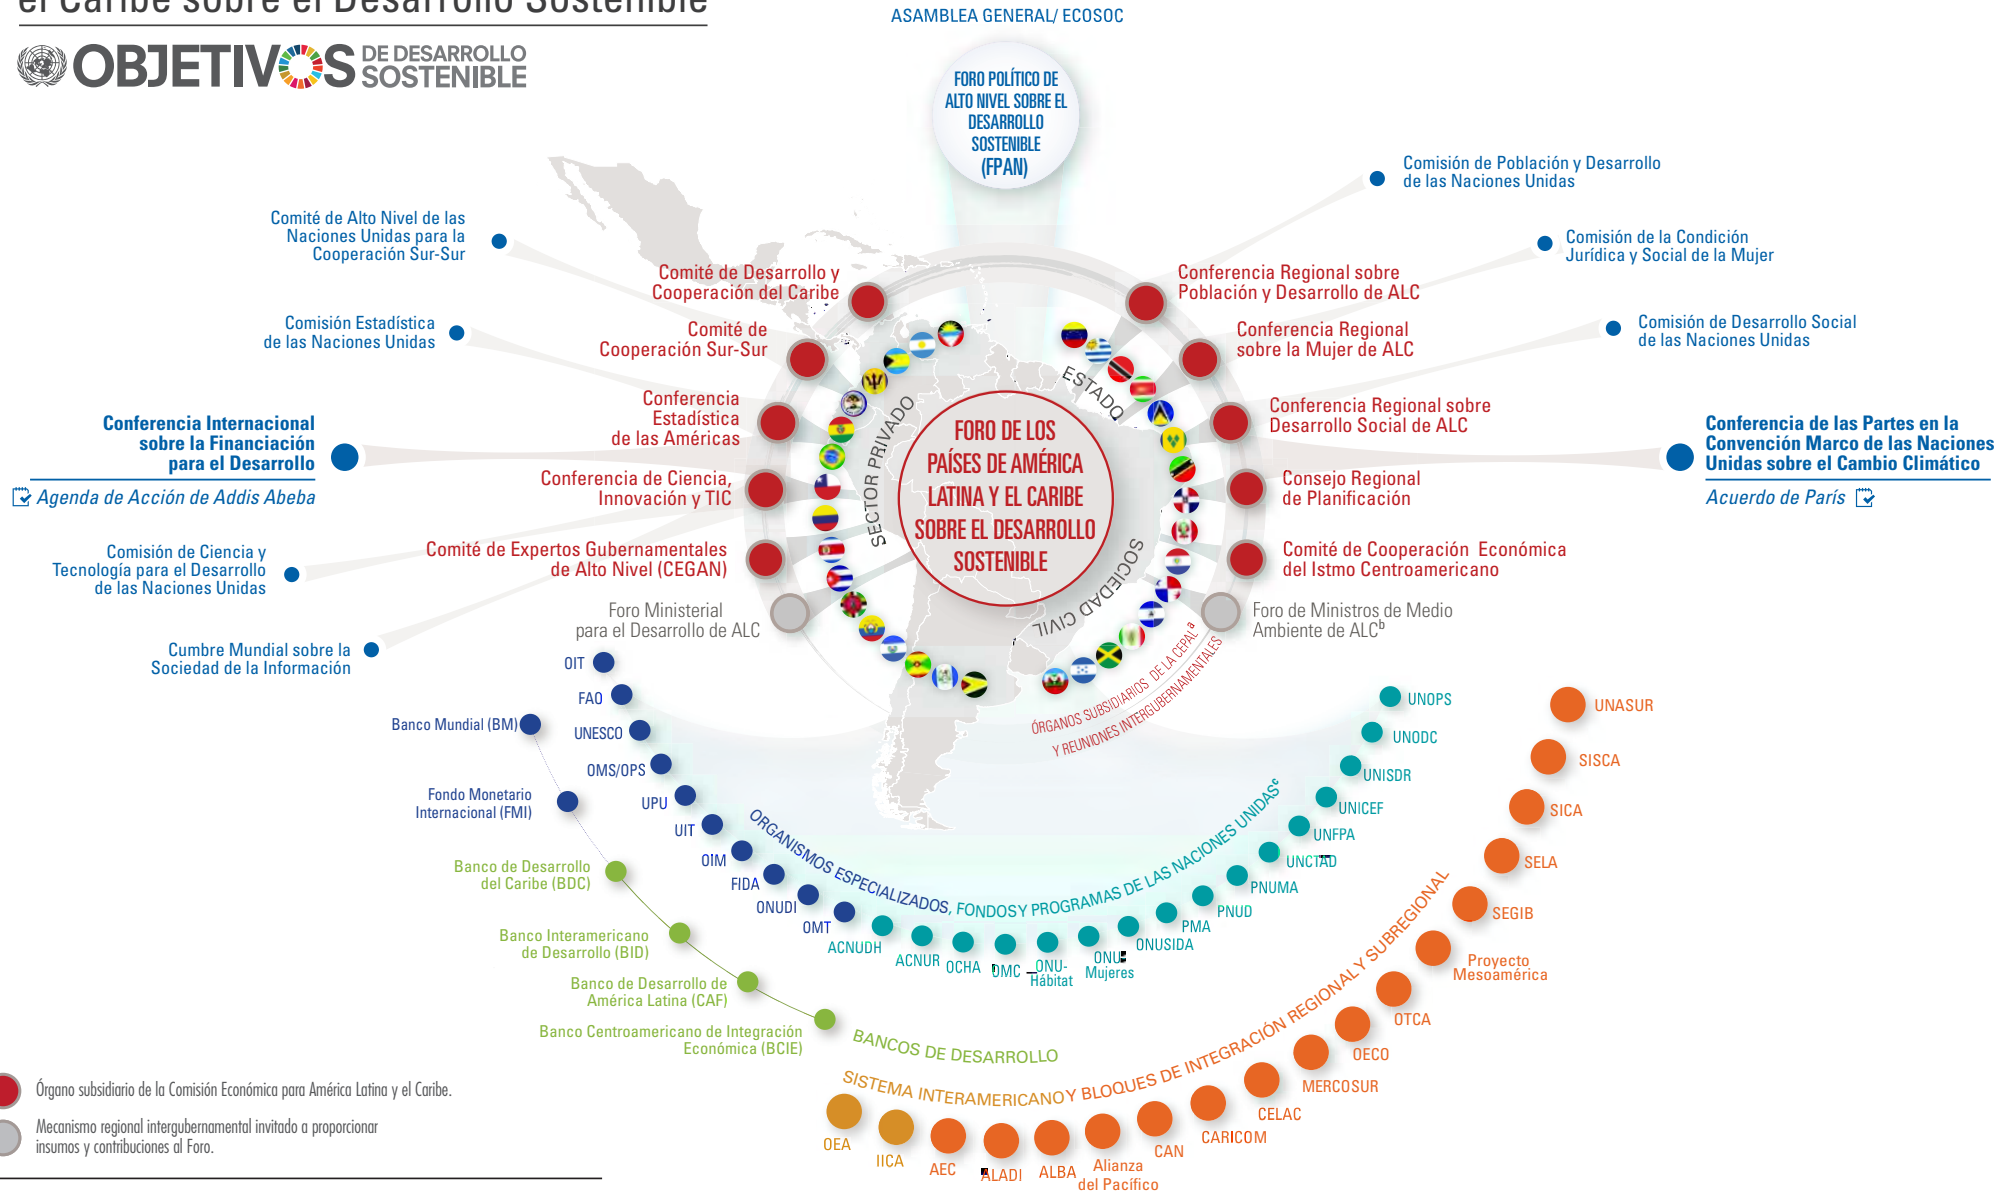 el Caribe sobre el Desarrollo Sostenible
OBJETIVOS DE DESARROLLO
SOSTENIBLE
ASAMBLEA GENERAL/ ECOSOC
FORO POLÍTICO DE
ALTO NIVEL SOBRE EL
DESARROLLO
SOSTENIBLE
(FPAN)
Comité de Alto Nivel de las
Naciones Unidas para la
Cooperación Sur-Sur
Comisión Estadística
de las Naciones Unidas
Conferencia Internacional
sobre la Financiación
para el Desarrollo
Agenda de Acción de Addis Abeba
Comisión de Ciencia y
Tecnología para el Desarrollo
de las Naciones Unidas
Cumbre Mundial sobre la
Sociedad de la Información
Comité de Desarrollo y
Cooperación del Caribe
Comité de
Cooperación Sur-Sur
Conferencia
Estadística
de las Américas
Conferencia de Ciencia,
Innovación y TIC
Comité de Expertos Gubernamentales
de Alto Nivel (CEGAN)
Foro Ministerial
para el Desarrollo de ALC
SECTOR PRIVADO
ESTADO
SOCIEDAD CIVIL
FORO DE LOS
PAÍSES DE AMÉRICA
LATINA Y EL CARIBE
SOBRE EL DESARROLLO
SOSTENIBLE
Conferencia Regional sobre
Población y Desarrollo de ALC
Conferencia Regional
sobre la Mujer de ALC
Conferencia Regional sobre
Desarrollo Social de ALC
Consejo Regional
de Planificación
Comité de Cooperación Económica
del Istmo Centroamericano
Foro de Ministros de Medio
Ambiente de ALCb
ÓRGANOS SUBSIDIARIOS DE LA CEPALa
Y REUNIONES INTERGUBERNAMENTALES
Comisión de Población y Desarrollo
de las Naciones Unidas
Comisión de la Condición
Jurídica y Social de la Mujer
Comisión de Desarrollo Social
de las Naciones Unidas
Conferencia de las Partes en la
Convención Marco de las Naciones
Unidas sobre el Cambio Climático
Acuerdo de París
OIT
FAO
UNESCO
OMS/OPS
UPU
UIT
OIM
FIDA
ONUDI
OMT
ACNUDH
ACNUR
OCHA
OMC
ONU-
Hábitat
ONU
Mujeres
ONUSIDA
PMA
PNUD
PNUMA
UNCTAD
UNFPA
UNICEF
UNISDR
UNODC
UNOPS
ORGANISMOS ESPECIALIZADOS, FONDOS Y PROGRAMAS DE LAS NACIONES UNIDASc
Banco Mundial (BM)
Fondo Monetario
Internacional (FMI)
Banco de Desarrollo
del Caribe (BDC)
Banco Interamericano
de Desarrollo (BID)
Banco de Desarrollo de
América Latina (CAF)
Banco Centroamericano de Integración
Económica (BCIE)
BANCOS DE DESARROLLO
SISTEMA INTERAMERICANO Y BLOQUES DE INTEGRACIÓN REGIONAL Y SUBREGIONAL
OEA
IICA
AEC
ALADI
ALBA
Alianza
del Pacífico
CAN
CARICOM
CELAC
MERCOSUR
OECO
OTCA
Proyecto
Mesoamérica
SEGIB
SELA
SICA
SISCA
UNASUR
Órgano subsidiario de la Comisión Económica para América Latina y el Caribe.
Mecanismo regional intergubernamental invitado a proporcionar
insumos y contribuciones al Foro.